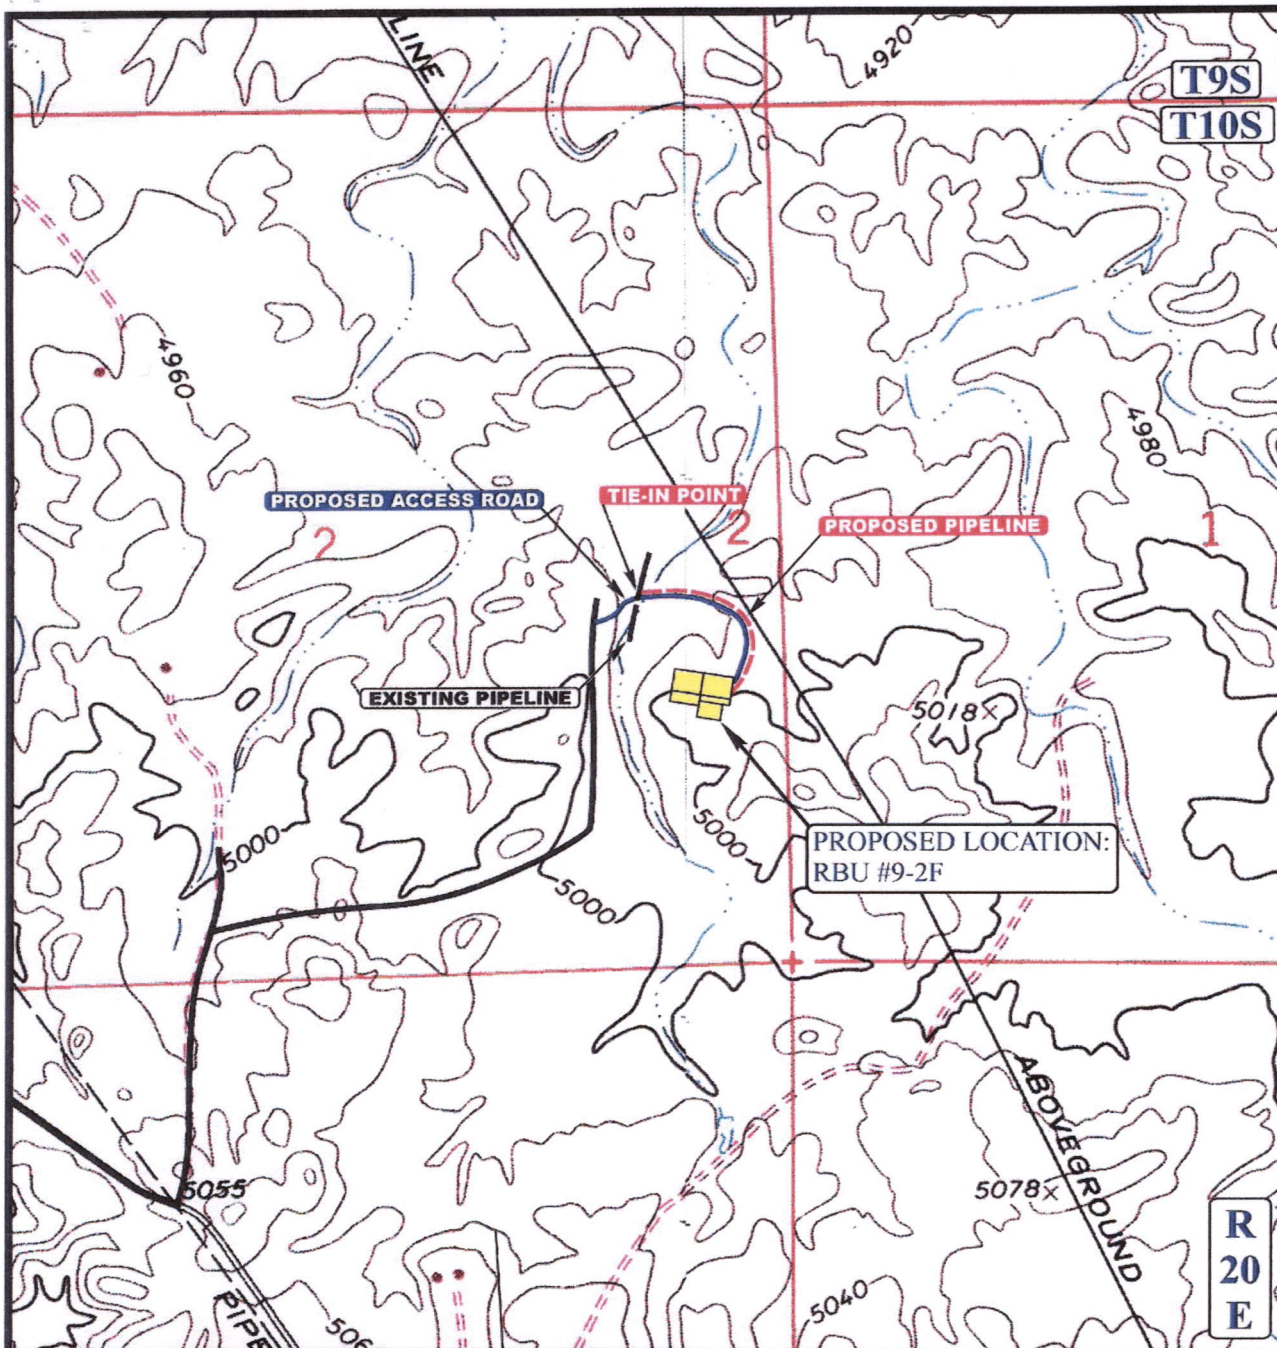 LINE
4920
T9S
T10S
4960
4980
PROPOSED ACCESS ROAD
TIE-IN POINT
2
2
PROPOSED PIPELINE
1
EXISTING PIPELINE
5018×
5000
5000
PROPOSED LOCATION:
RBU #9-2F
5000
ABOVEGROUND
5055
5078×
R
20
E
PIPE
506
5040